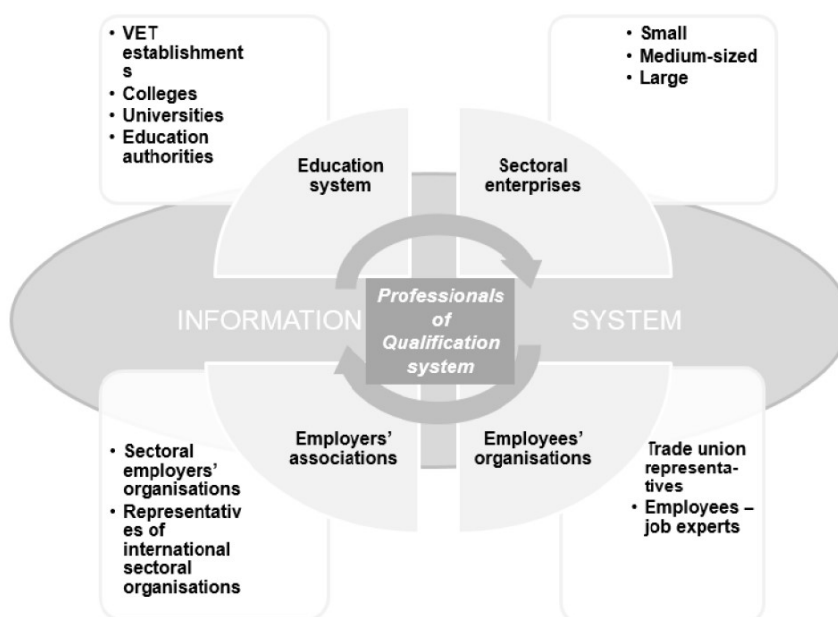 • VET
establishment
s
• Colleges
• Universities
• Education
authorities
• Small
• Medium-sized
• Large
Education
system
Sectoral
enterprises
INFORMATION
Professionals
of
Qualification
system
SYSTEM
Employers’
associations
Employees’
organisations
• Sectoral
employers’
organisations
• Representativ
es of
international
sectoral
organisations
Trade union
representa-
tives
• Employees –
job experts